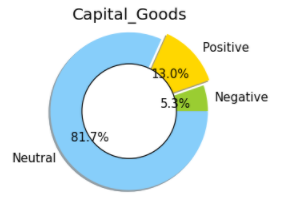 Capital_Goods
Positive
13.0%
Negative
5.3%
81.7%
Neutral